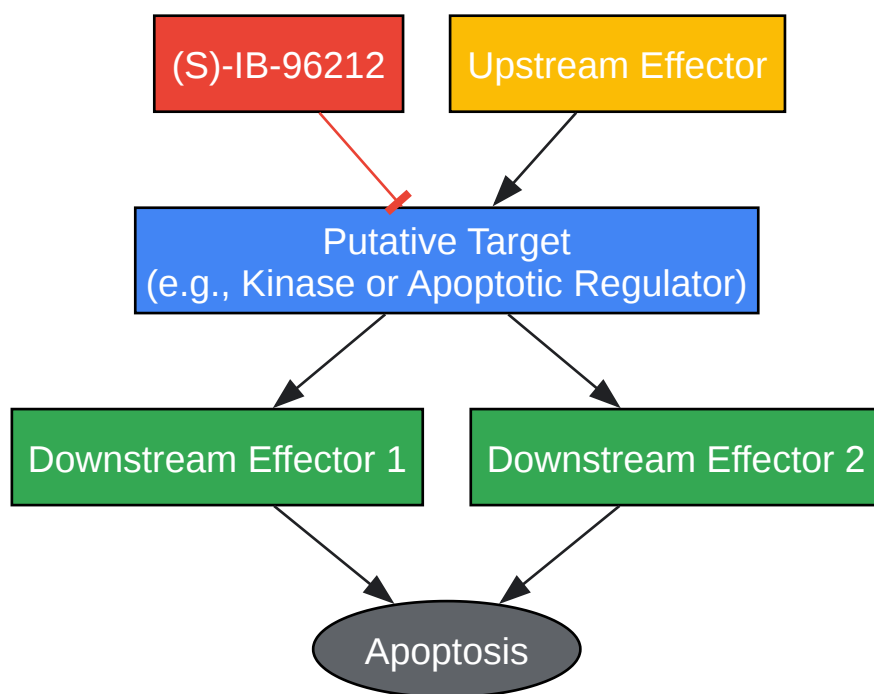 (S)-IB-96212
Upstream Effector
Putative Target
(e.g., Kinase or Apoptotic Regulator)
Downstream Effector 1
Downstream Effector 2
Apoptosis